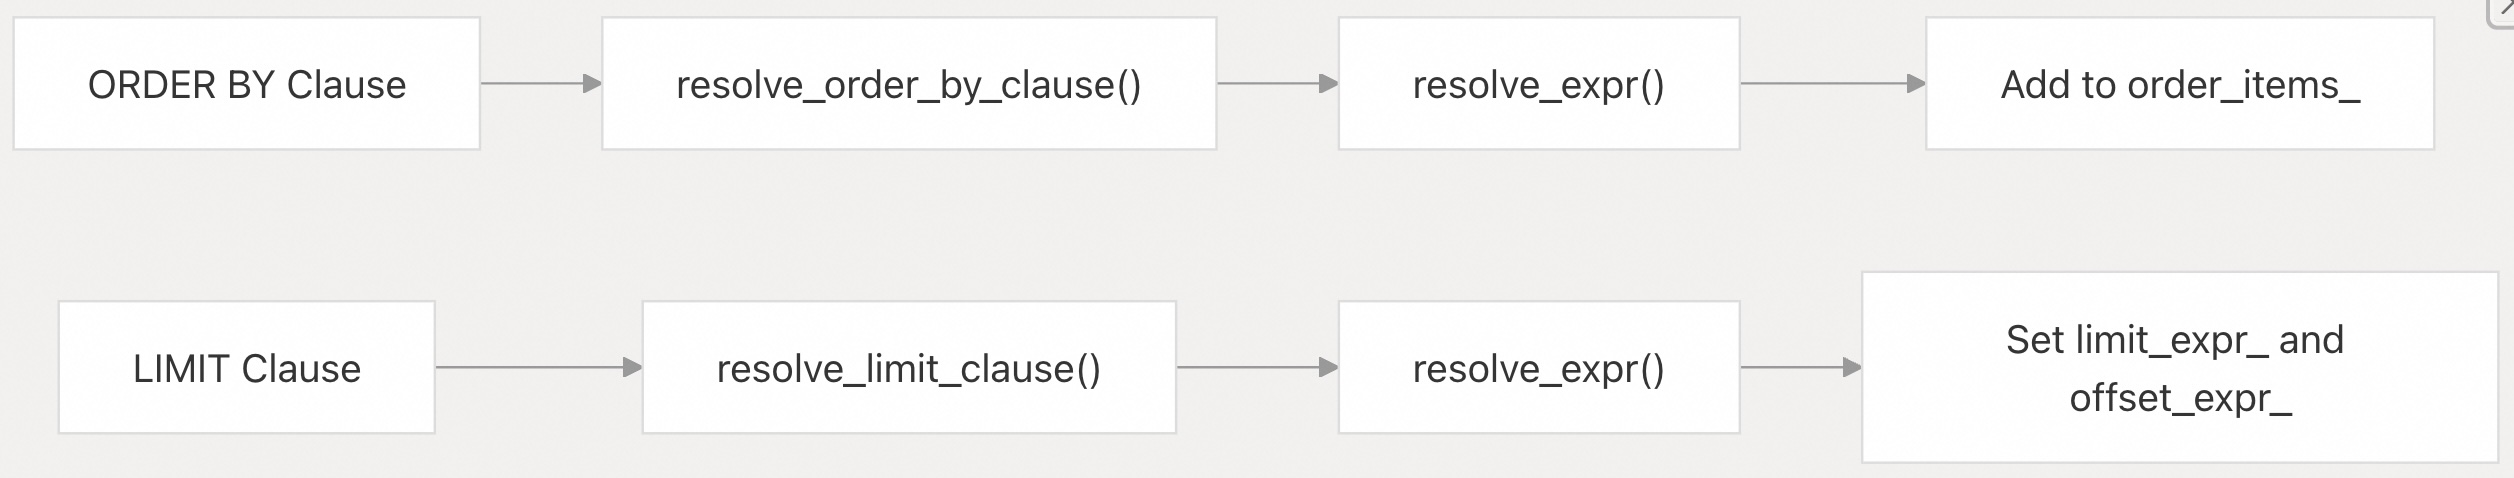 ORDER BY Clause
resolve_order_by_clause()
resolve_expr()
Add to order_items_
LIMIT Clause
resolve_limit_clause()
resolve_expr()
Set limit_expr_ and
offset_expr_